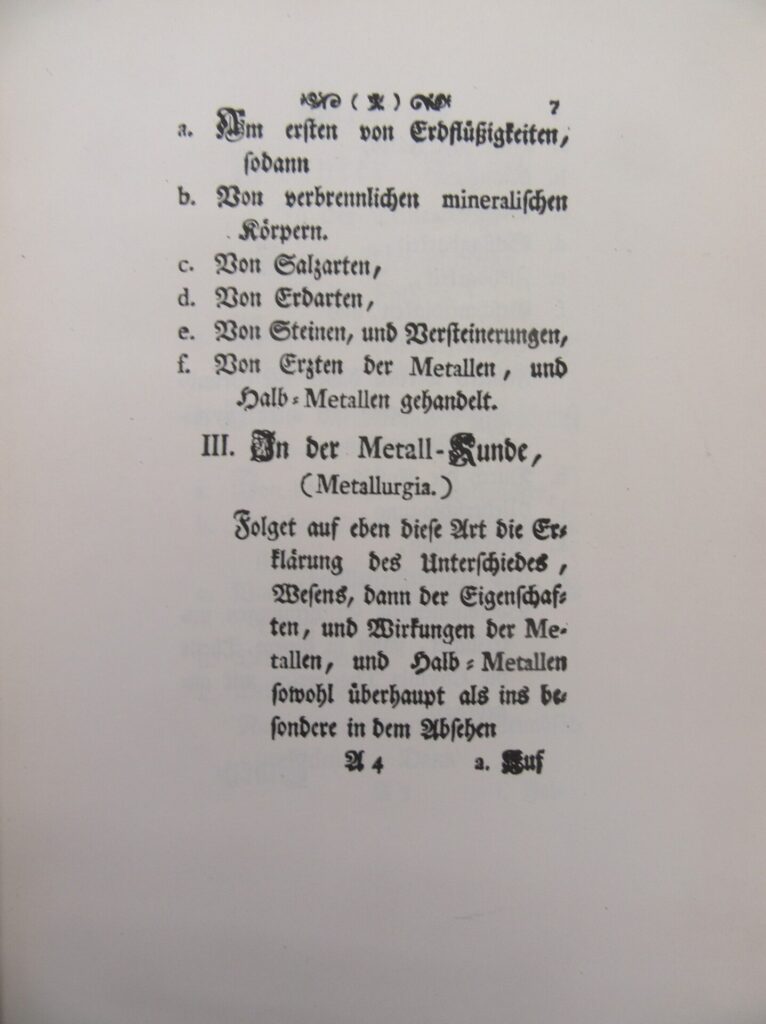 ( X ) 7
a. Am ersten von Erdflüßigkeiten,
sodann
b. Von verbrennlichen mineralischen
Körpern.
c. Von Salzarten,
d. Von Erdarten,
e. Von Steinen, und Versteinerungen,
f. Von Erzten der Metallen, und
Halb-Metallen gehandelt.
III. In der Metall-Kunde,
(Metallurgia.)
Folget auf eben diese Art die Er-
klärung des Unterschiedes,
Wesens, dann der Eigenschaf-
ten, und Wirkungen der Me-
tallen, und Halb-Metallen
sowohl überhaupt als ins be-
sondere in dem Absehen
A 4 a. Auf